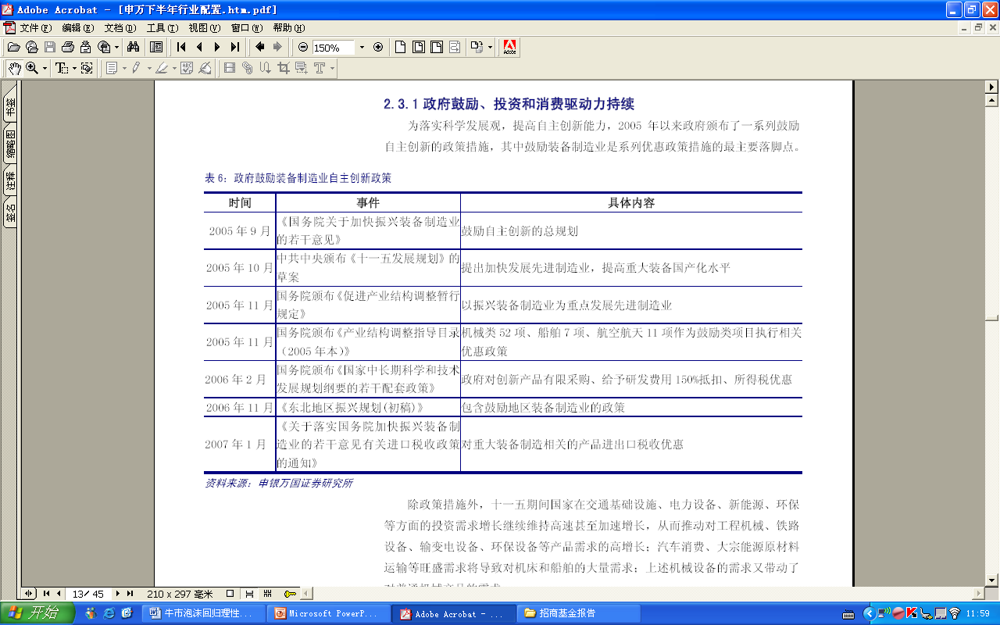 Adobe Acrobat - [申万下半年行业配置.htm.pdf]
文件(F) 编辑(E) 文档(D) 工具(T) 视图(V) 窗口(W) 帮助(H)
150%
Adobe
书签
缩略图
注释
签名
2.3.1政府鼓励、投资和消费驱动力持续
为落实科学发展观，提高自主创新能力，2005 年以来政府颁布了一系列鼓励
自主创新的政策措施，其中鼓励装备制造业是系列优惠政策措施的最主要落脚点。
表 6：政府鼓励装备制造业自主创新政策
时间 事件 具体内容
2005 年 9 月 《国务院关于加快振兴装备制造业
的若干意见》 鼓励自主创新的总规划
2005 年 10 月 中共中央颁布《十一五发展规划》的
草案 提出加快发展先进制造业，提高重大装备国产化水平
2005 年 11 月 国务院颁布《促进产业结构调整暂行
规定》 以振兴装备制造业为重点发展先进制造业
2005 年 11 月 国务院颁布《产业结构调整指导目录
（2005 年本）》 机械类 52 项、船舶 7 项、航空航天 11 项作为鼓励类项目执行相关
优惠政策
2006 年 2 月 国务院颁布《国家中长期科学和技术
发展规划纲要的若干配套政策》 政府对创新产品有限采购、给予研发费用 150%抵扣、所得税优惠
2006 年 11 月 《东北地区振兴规划(初稿)》 包含鼓励地区装备制造业的政策
2007 年 1 月 《关于落实国务院加快振兴装备制
造业的若干意见有关进口税收政策
的通知》 对重大装备制造相关的产品进出口税收优惠
资料来源：申银万国证券研究所
除政策措施外，十一五期间国家在交通基础设施、电力设备、新能源、环保
等方面的投资需求增长继续维持高速甚至加速增长，从而推动对工程机械、铁路
设备、输变电设备、环保设备等产品需求的高增长；汽车消费、大宗能源原材料
运输等旺盛需求将导致对机床和船舶的大量需求；上述机械设备的需求又带动了
对普通机械产品的需求
13/ 45 210 x 297 毫米
开始 牛市泡沫回归理性... Microsoft PowerP... Adobe Acrobat - ... 招商基金报告 11:59